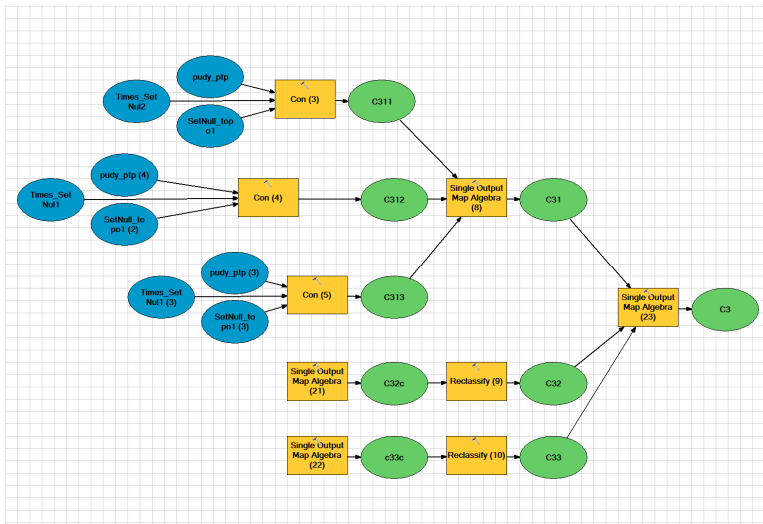 pudy_ptp
Times_Set
Nul2
SetNull_top
o1
Con (3)
C311
pudy_ptp (4)
Times_Set
Nul1
SetNull_to
po1 (2)
Con (4)
C312
Single Output
Map Algebra
(8)
C31
pudy_ptp (3)
Times_Set
Nul1 (3)
SetNull_to
po1 (3)
Con (5)
C313
Single Output
Map Algebra
(23)
C3
Single Output
Map Algebra
(21)
C32c
Reclassify (9)
C32
Single Output
Map Algebra
(22)
c33c
Reclassify (10)
C33